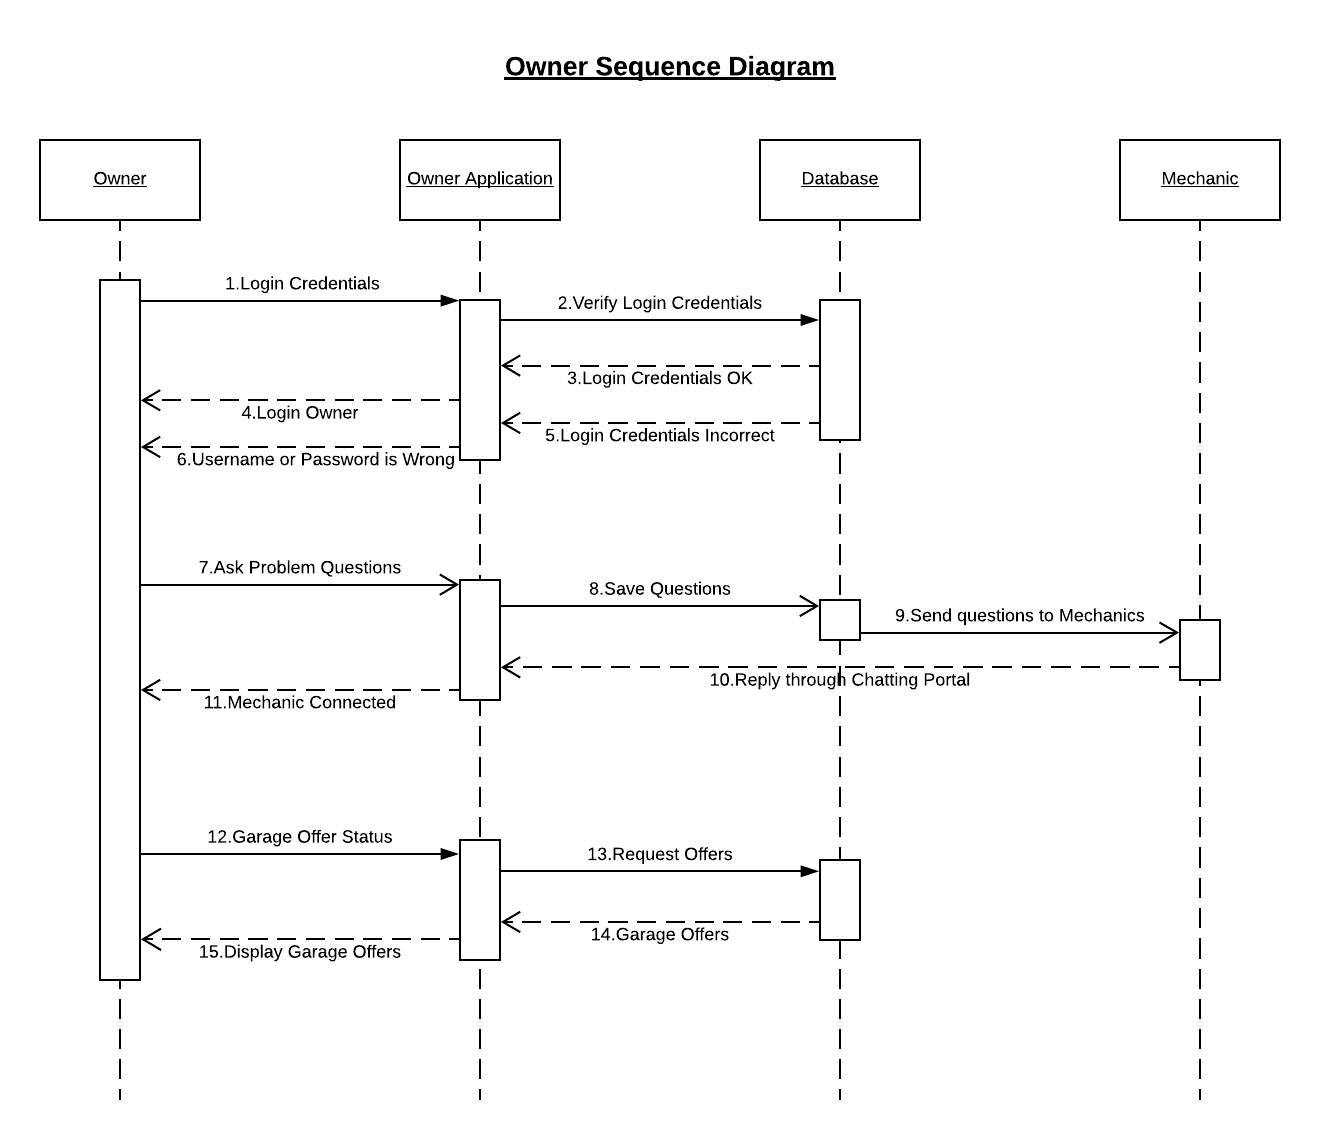 Owner Sequence Diagram
Owner
Owner Application
Database
Mechanic
1.Login Credentials
2.Verify Login Credentials
3.Login Credentials OK
4.Login Owner
5.Login Credentials Incorrect
6.Username or Password is Wrong
7.Ask Problem Questions
8.Save Questions
9.Send questions to Mechanics
10.Reply through Chatting Portal
11.Mechanic Connected
12.Garage Offer Status
13.Request Offers
14.Garage Offers
15.Display Garage Offers